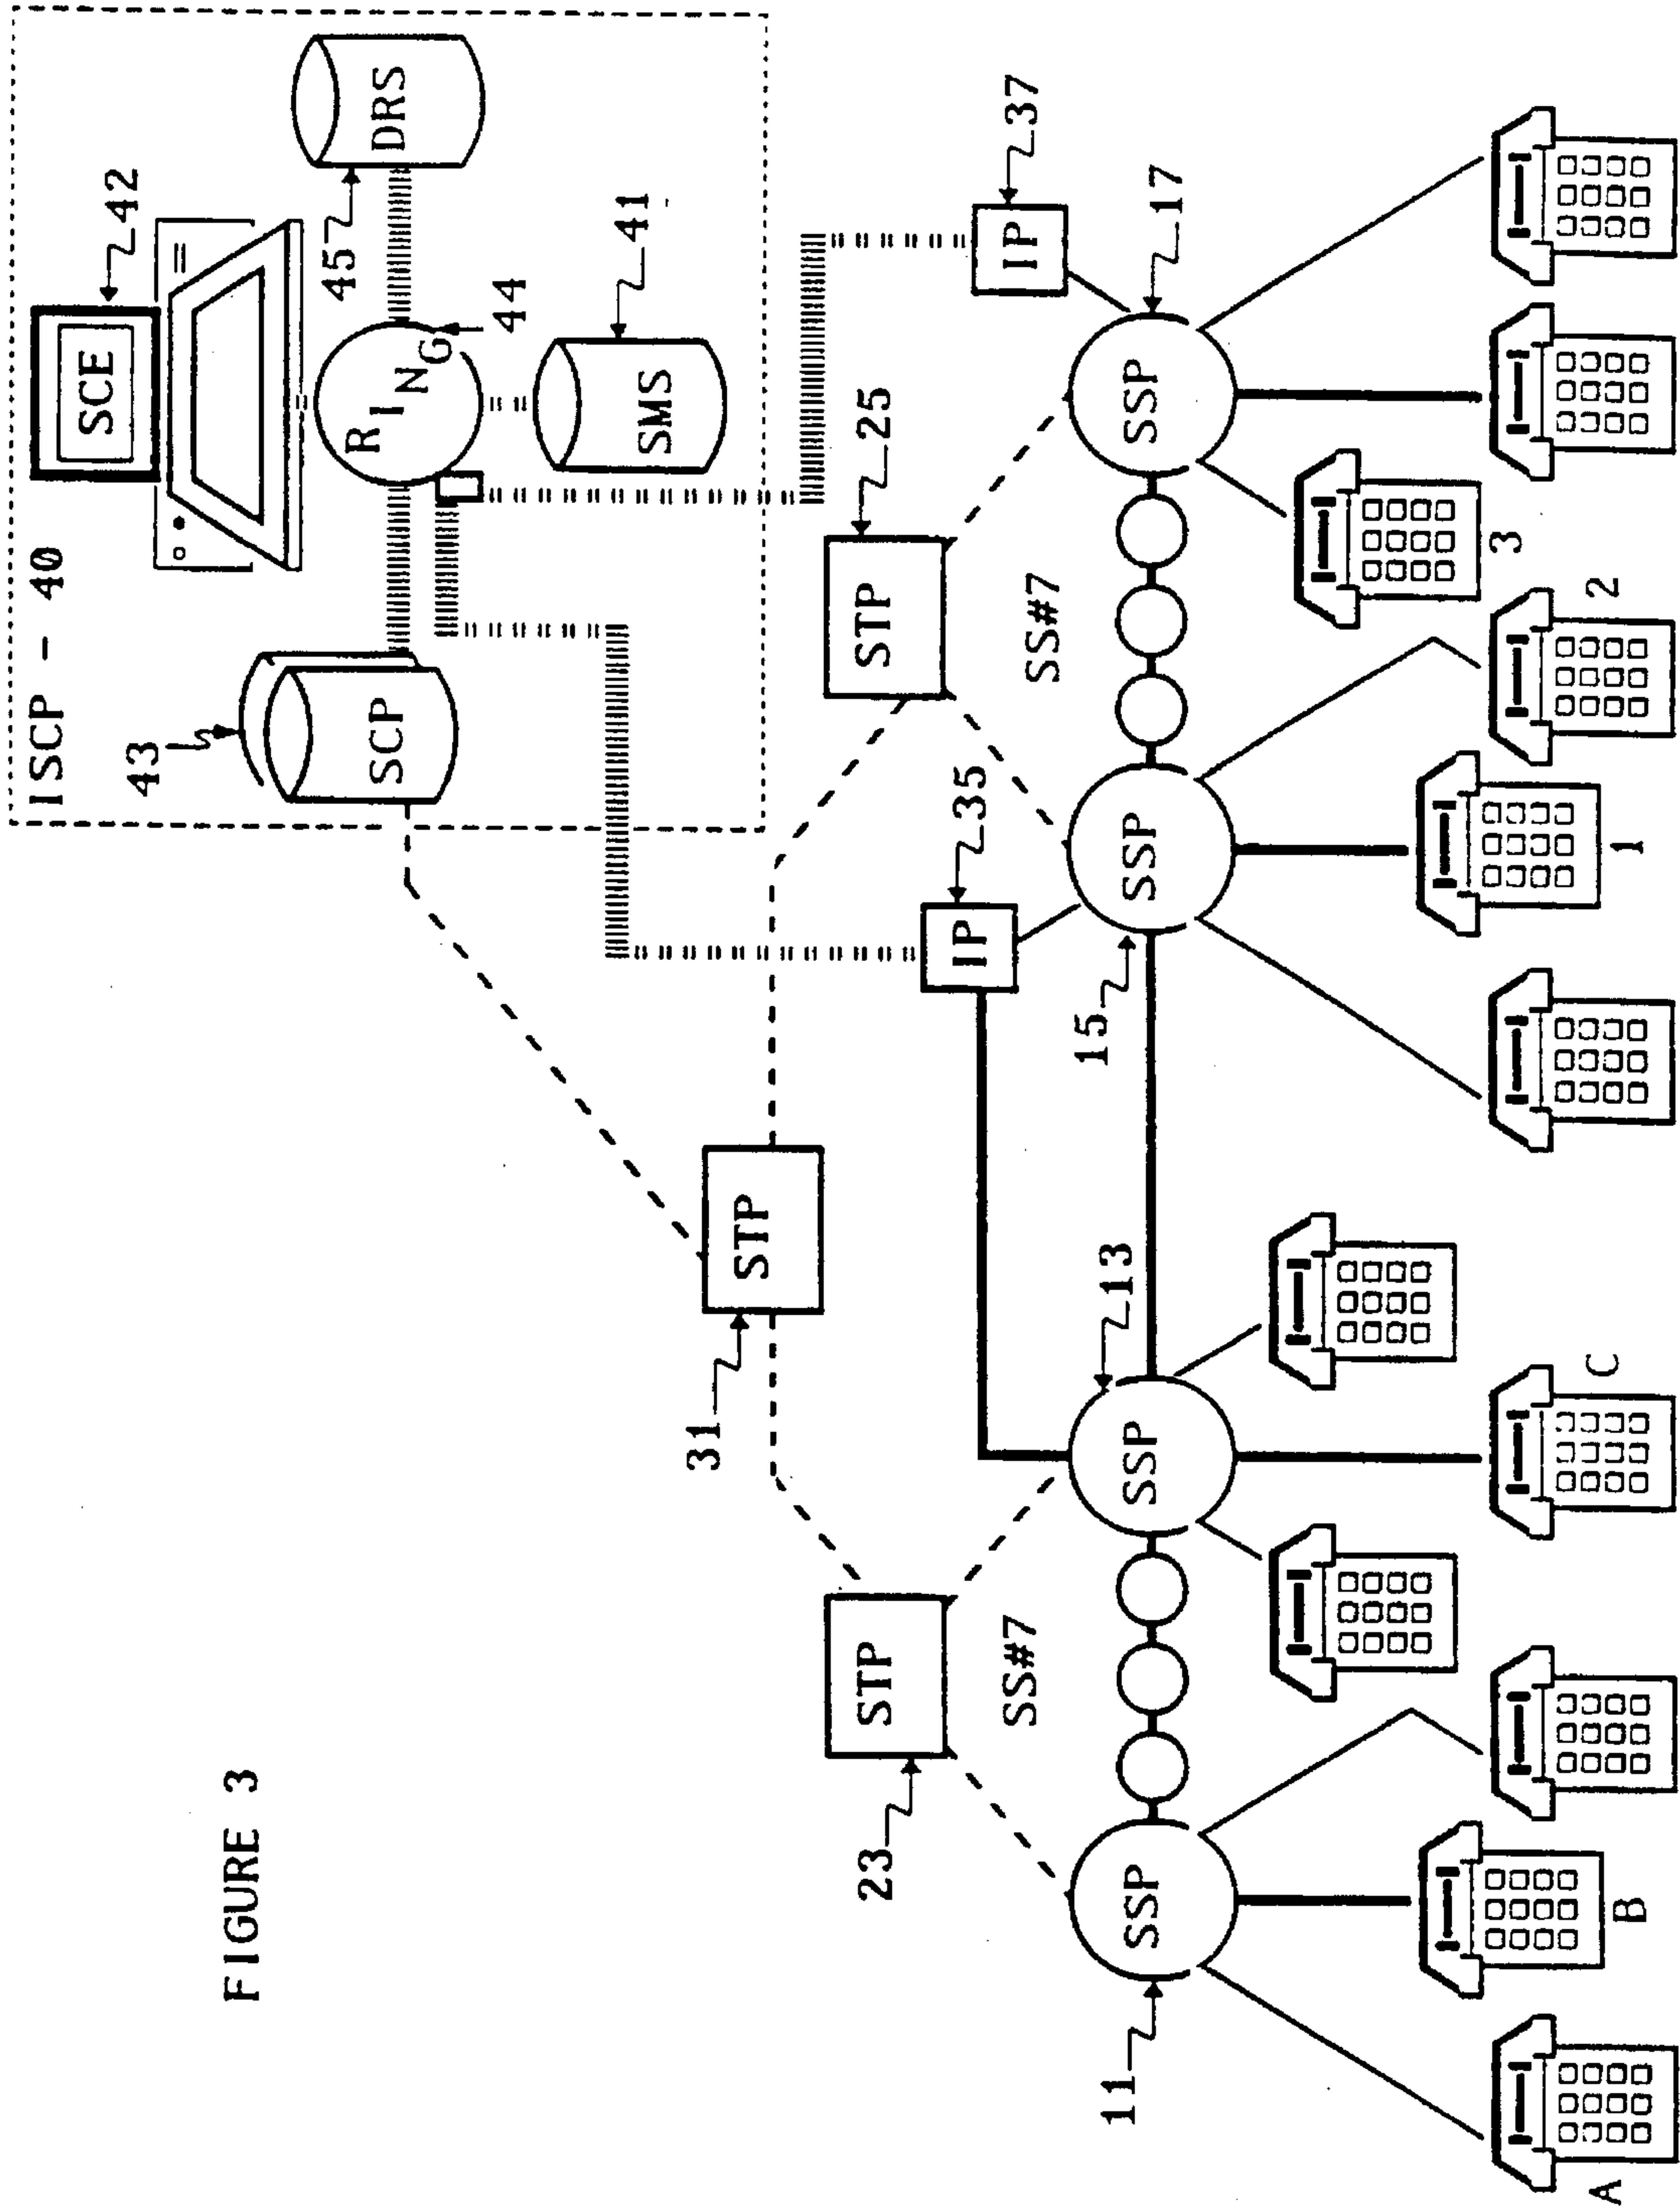 FIGURE 3
ISCP - 40
43
SCP
SCE
42
45
DRS
RING
44
SMS
41
31
STP
23
STP
STP
25
SS#7
SS#7
IP
35
IP
37
11
SSP
SSP
13
15
SSP
SSP
17
A
B
C
1
2
3